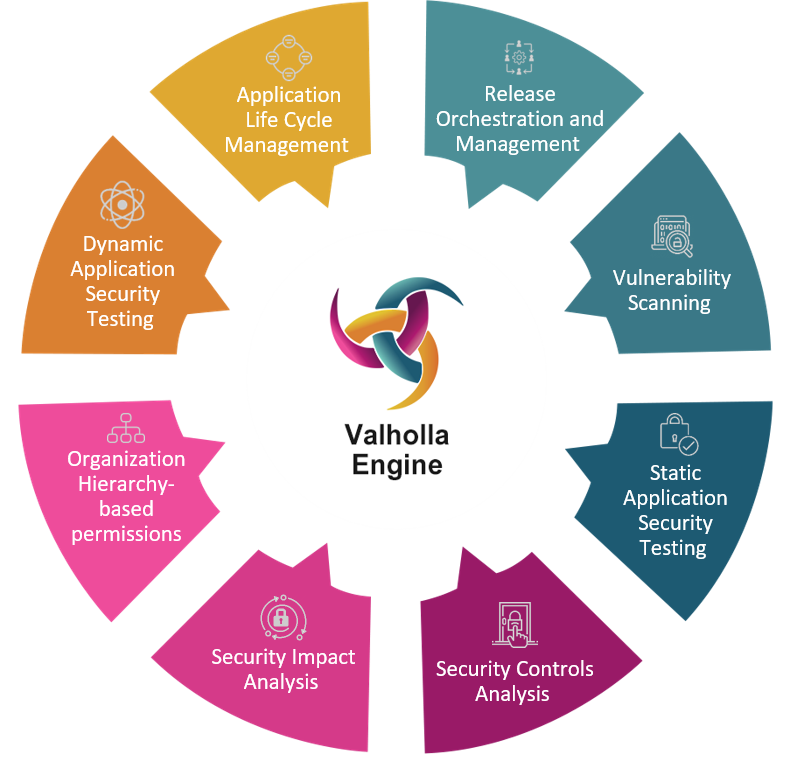 Application
Life Cycle
Management
Release
Orchestration and
Management
Vulnerability
Scanning
Static
Application
Security
Testing
Security Controls
Analysis
Security Impact
Analysis
Organization
Hierarchy-
based
permissions
Dynamic
Application
Security
Testing
Valholla
Engine